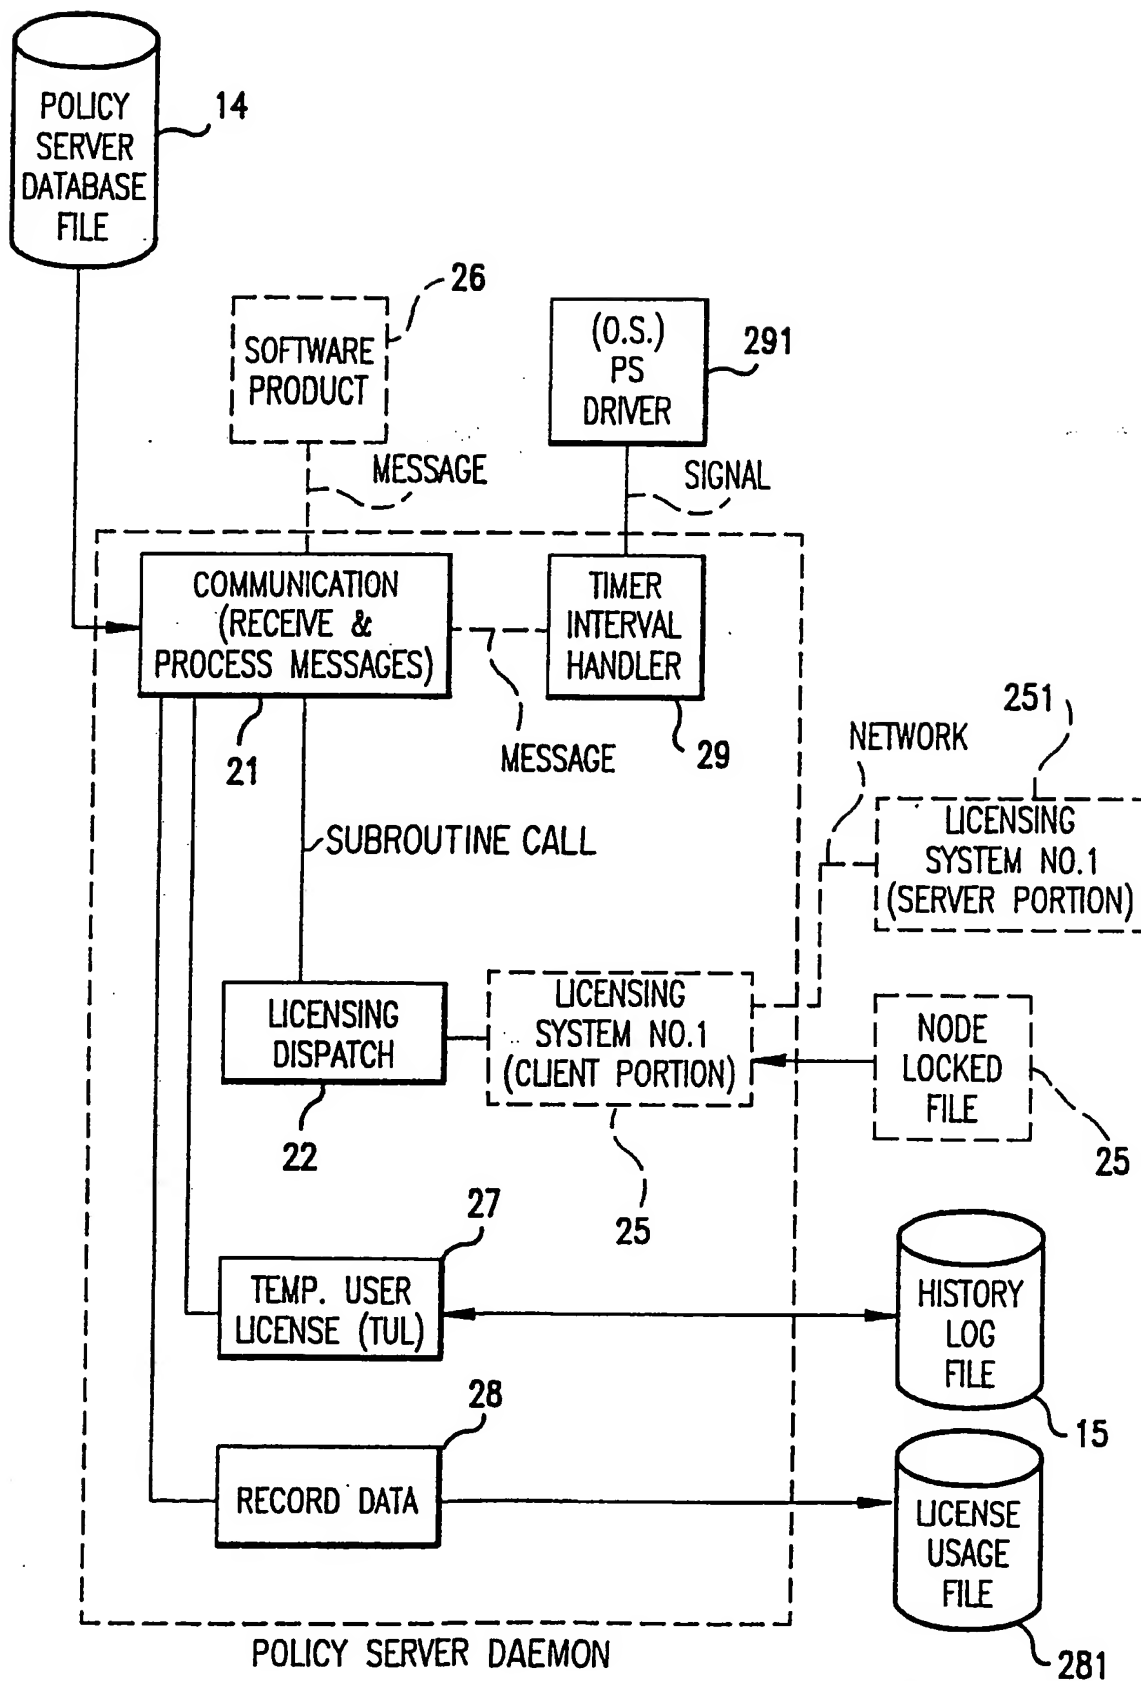 POLICY
SERVER
DATABASE
FILE
14
SOFTWARE
PRODUCT
26
(O.S.)
PS
DRIVER
291
MESSAGE
SIGNAL
COMMUNICATION
(RECEIVE &
PROCESS MESSAGES)
21
TIMER
INTERVAL
HANDLER
29
MESSAGE
SUBROUTINE CALL
NETWORK
251
LICENSING
SYSTEM NO.1
(SERVER PORTION)
LICENSING
DISPATCH
22
LICENSING
SYSTEM NO.1
(CLIENT PORTION)
25
NODE
LOCKED
FILE
25
27
TEMP. USER
LICENSE (TUL)
HISTORY
LOG
FILE
15
28
RECORD DATA
LICENSE
USAGE
FILE
281
POLICY SERVER DAEMON